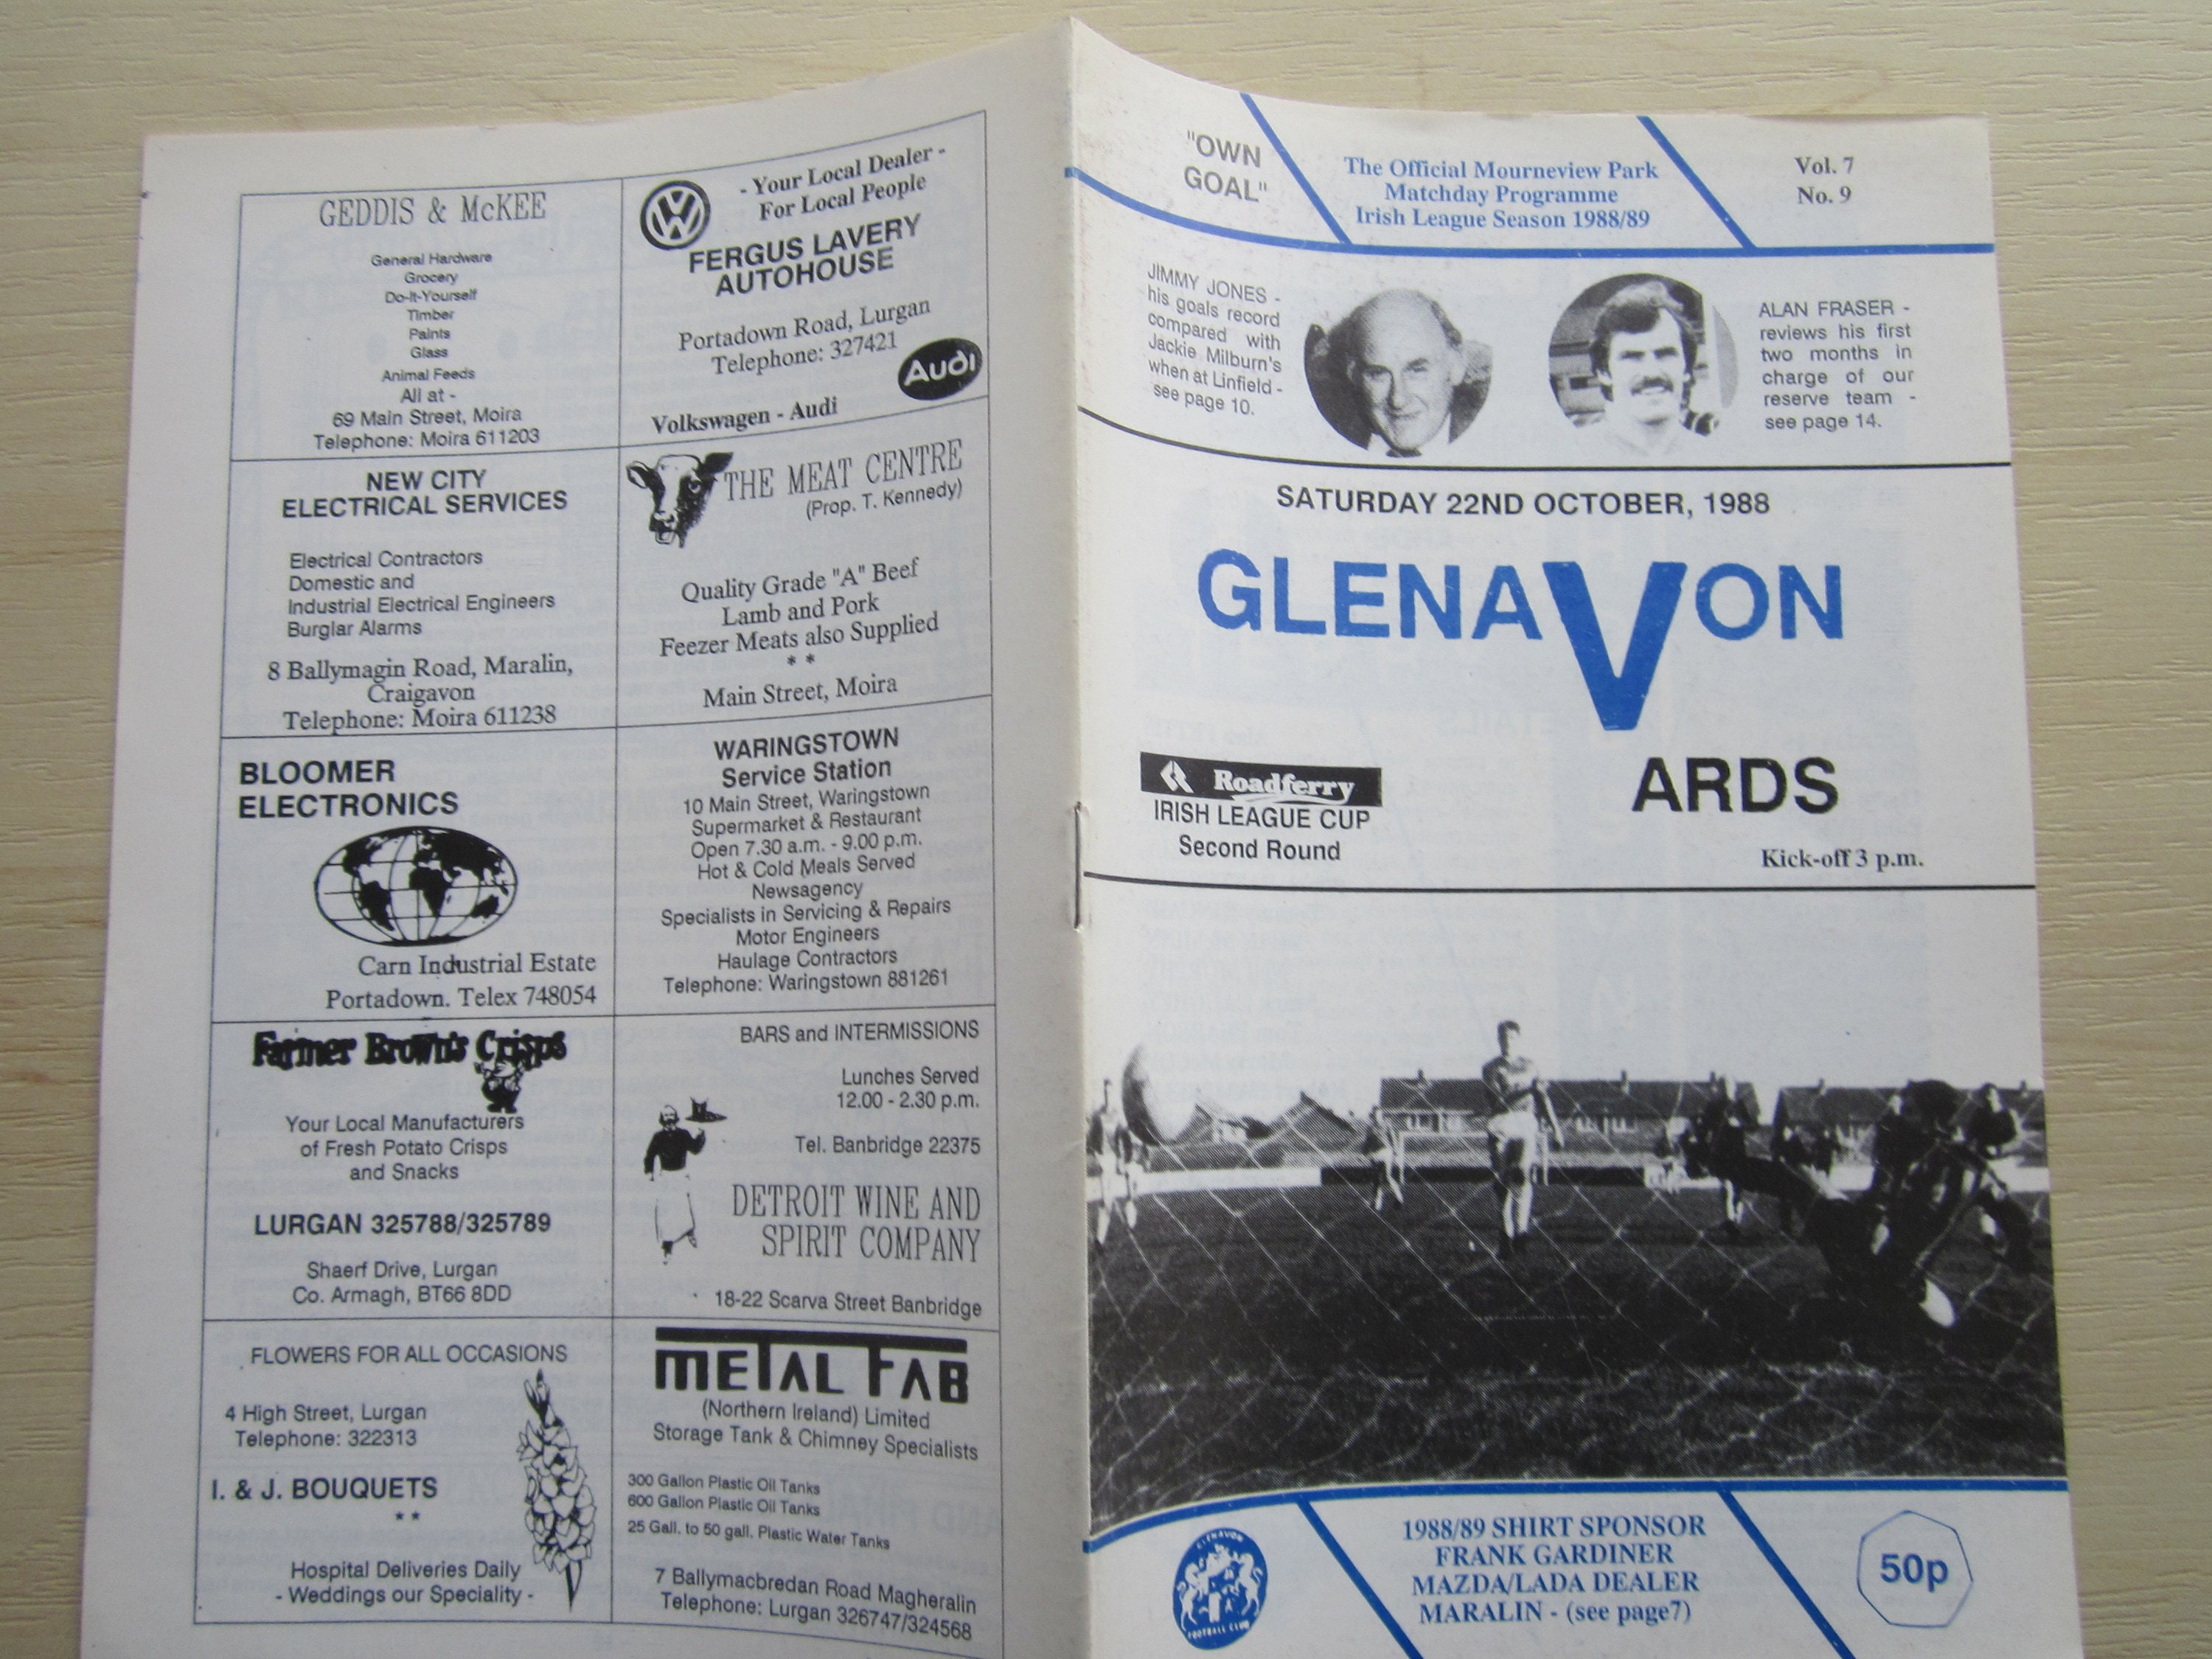 GEDDIS & McKEE
General Hardware
Grocery
Do-It-Yourself
Timber
Paints
Glass
Animal Feeds
All at -
69 Main Street, Moira
Telephone: Moira 611203
- Your Local Dealer -
For Local People
FERGUS LAVERY
AUTOHOUSE
Portadown Road, Lurgan
Telephone: 327421
Audi
Volkswagen - Audi
NEW CITY
ELECTRICAL SERVICES
Electrical Contractors
Domestic and
Industrial Electrical Engineers
Burglar Alarms
8 Ballymagin Road, Maralin,
Craigavon
Telephone: Moira 611238
THE MEAT CENTRE
(Prop. T. Kennedy)
Quality Grade "A" Beef
Lamb and Pork
Feezer Meats also Supplied
* *
Main Street, Moira
BLOOMER
ELECTRONICS
Carn Industrial Estate
Portadown. Telex 748054
WARINGSTOWN
Service Station
10 Main Street, Waringstown
Supermarket & Restaurant
Open 7.30 a.m. - 9.00 p.m.
Hot & Cold Meals Served
Newsagency
Specialists in Servicing & Repairs
Motor Engineers
Haulage Contractors
Telephone: Waringstown 881261
Farmer Brown's Crisps
Your Local Manufacturers
of Fresh Potato Crisps
and Snacks
LURGAN 325788/325789
Shaerf Drive, Lurgan
Co. Armagh, BT66 8DD
BARS and INTERMISSIONS
Lunches Served
12.00 - 2.30 p.m.
Tel. Banbridge 22375
DETROIT WINE AND
SPIRIT COMPANY
18-22 Scarva Street Banbridge
FLOWERS FOR ALL OCCASIONS
4 High Street, Lurgan
Telephone: 322313
I. & J. BOUQUETS
* *
Hospital Deliveries Daily
- Weddings our Speciality -
METAL FAB
(Northern Ireland) Limited
Storage Tank & Chimney Specialists
300 Gallon Plastic Oil Tanks
600 Gallon Plastic Oil Tanks
25 Gall. to 50 gall. Plastic Water Tanks
7 Ballymacbredan Road Magheralin
Telephone: Lurgan 326747/324568
"OWN
GOAL"
The Official Mourneview Park
Matchday Programme
Irish League Season 1988/89
Vol. 7
No. 9
JIMMY JONES -
his goals record
compared with
Jackie Milburn's
when at Linfield -
see page 10.
ALAN FRASER -
reviews his first
two months in
charge of our
reserve team -
see page 14.
SATURDAY 22ND OCTOBER, 1988
GLENAVON
ARDS
Roadferry
IRISH LEAGUE CUP
Second Round
Kick-off 3 p.m.
GLENAVON
FOOTBALL CLUB
1988/89 SHIRT SPONSOR
FRANK GARDINER
MAZDA/LADA DEALER
MARALIN - (see page7)
50p